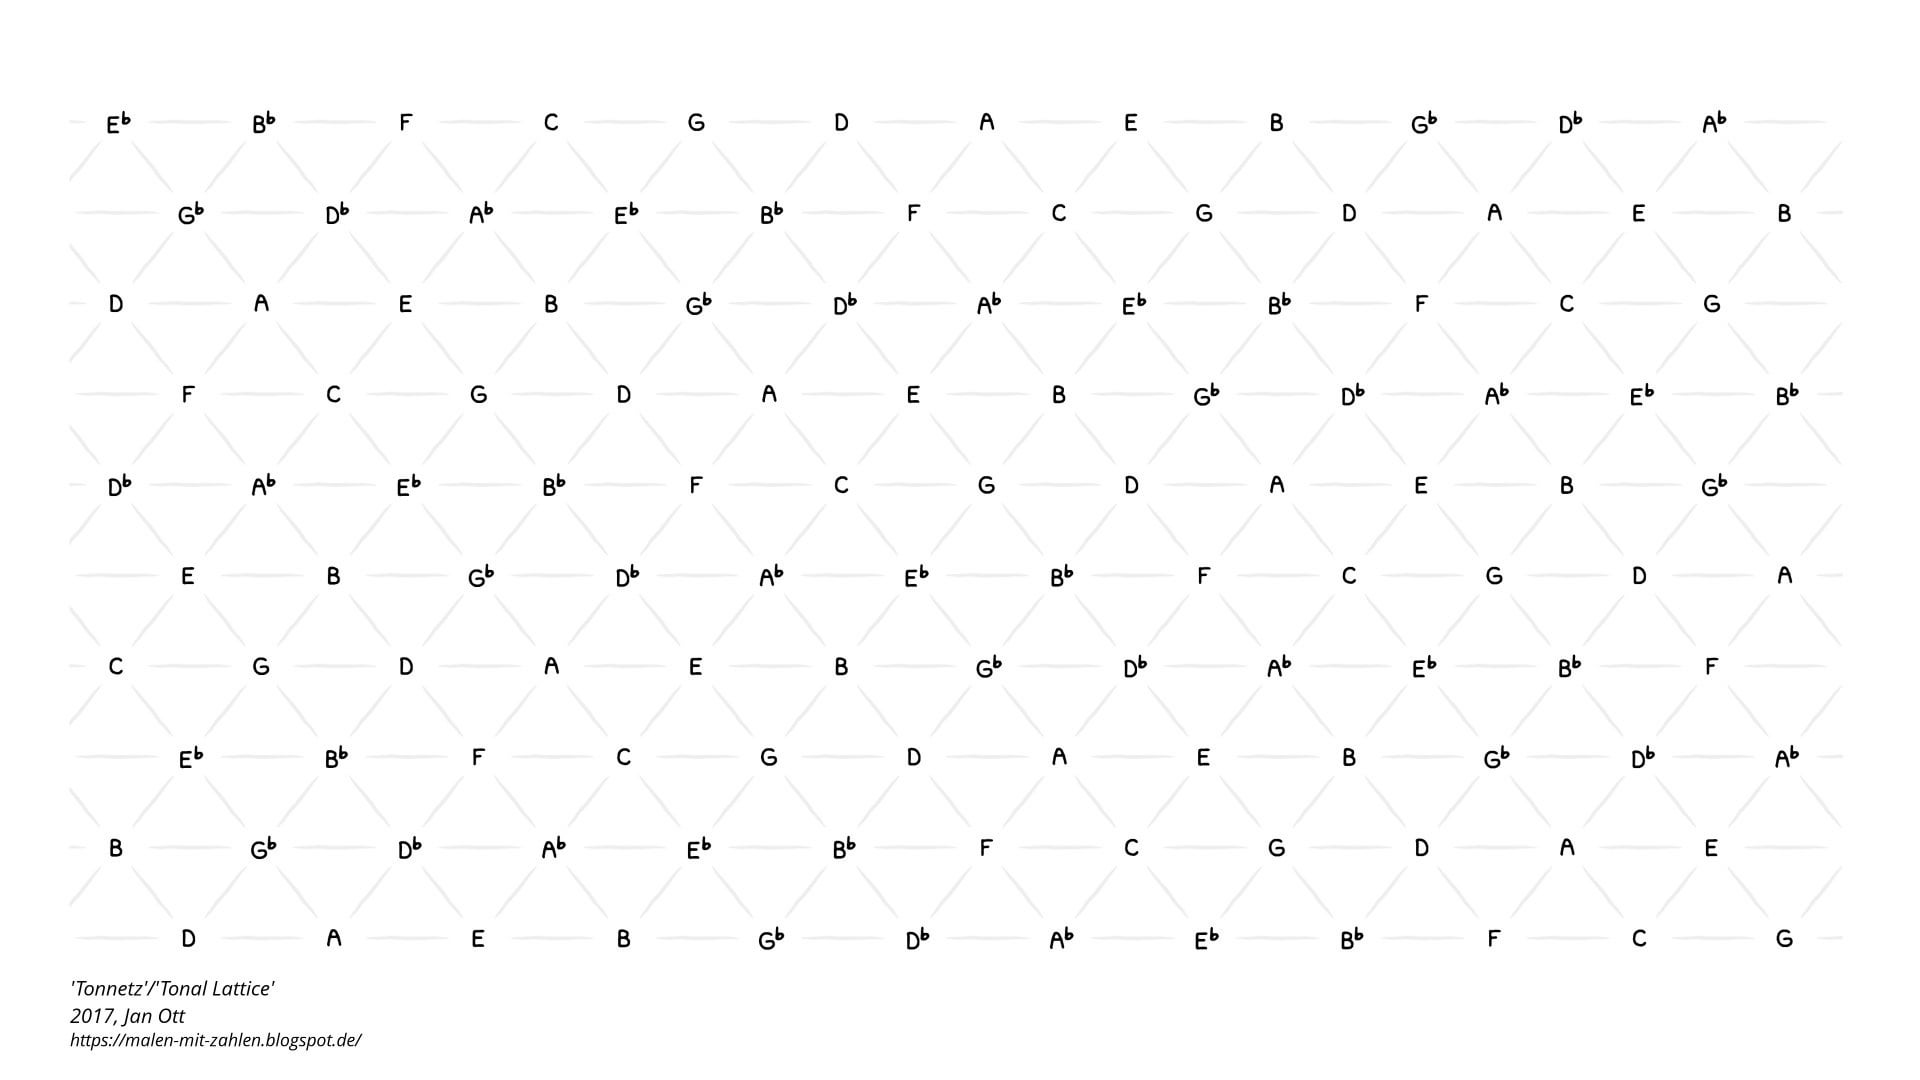 E♭ B♭ F C G D A E B G♭ D♭ A♭
G♭ D♭ A♭ E♭ B♭ F C G D A E B
D A E B G♭ D♭ A♭ E♭ B♭ F C G
F C G D A E B G♭ D♭ A♭ E♭ B♭
D♭ A♭ E♭ B♭ F C G D A E B G♭
E B G♭ D♭ A♭ E♭ B♭ F C G D A
C G D A E B G♭ D♭ A♭ E♭ B♭ F
E♭ B♭ F C G D A E B G♭ D♭ A♭
B G♭ D♭ A♭ E♭ B♭ F C G D A E
D A E B G♭ D♭ A♭ E♭ B♭ F C G
'Tonnetz'/'Tonal Lattice'
2017, Jan Ott
https://malen-mit-zahlen.blogspot.de/